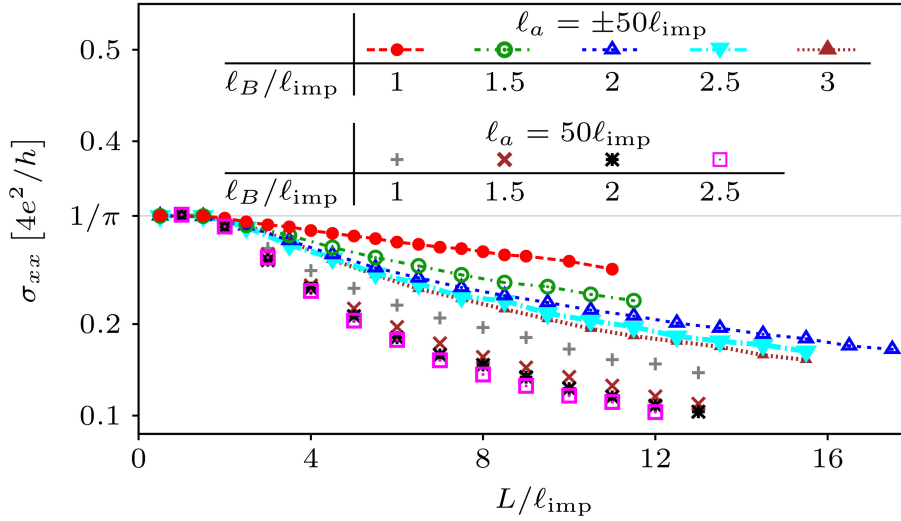 ℓ_a = ±50ℓ_imp
ℓ_B/ℓ_imp 1 1.5 2 2.5 3
ℓ_a = 50ℓ_imp
ℓ_B/ℓ_imp 1 1.5 2 2.5
σ_xx [4e²/h]
0.5
0.4
1/π
0.2
0.1
0 4 8 12 16
L/ℓ_imp